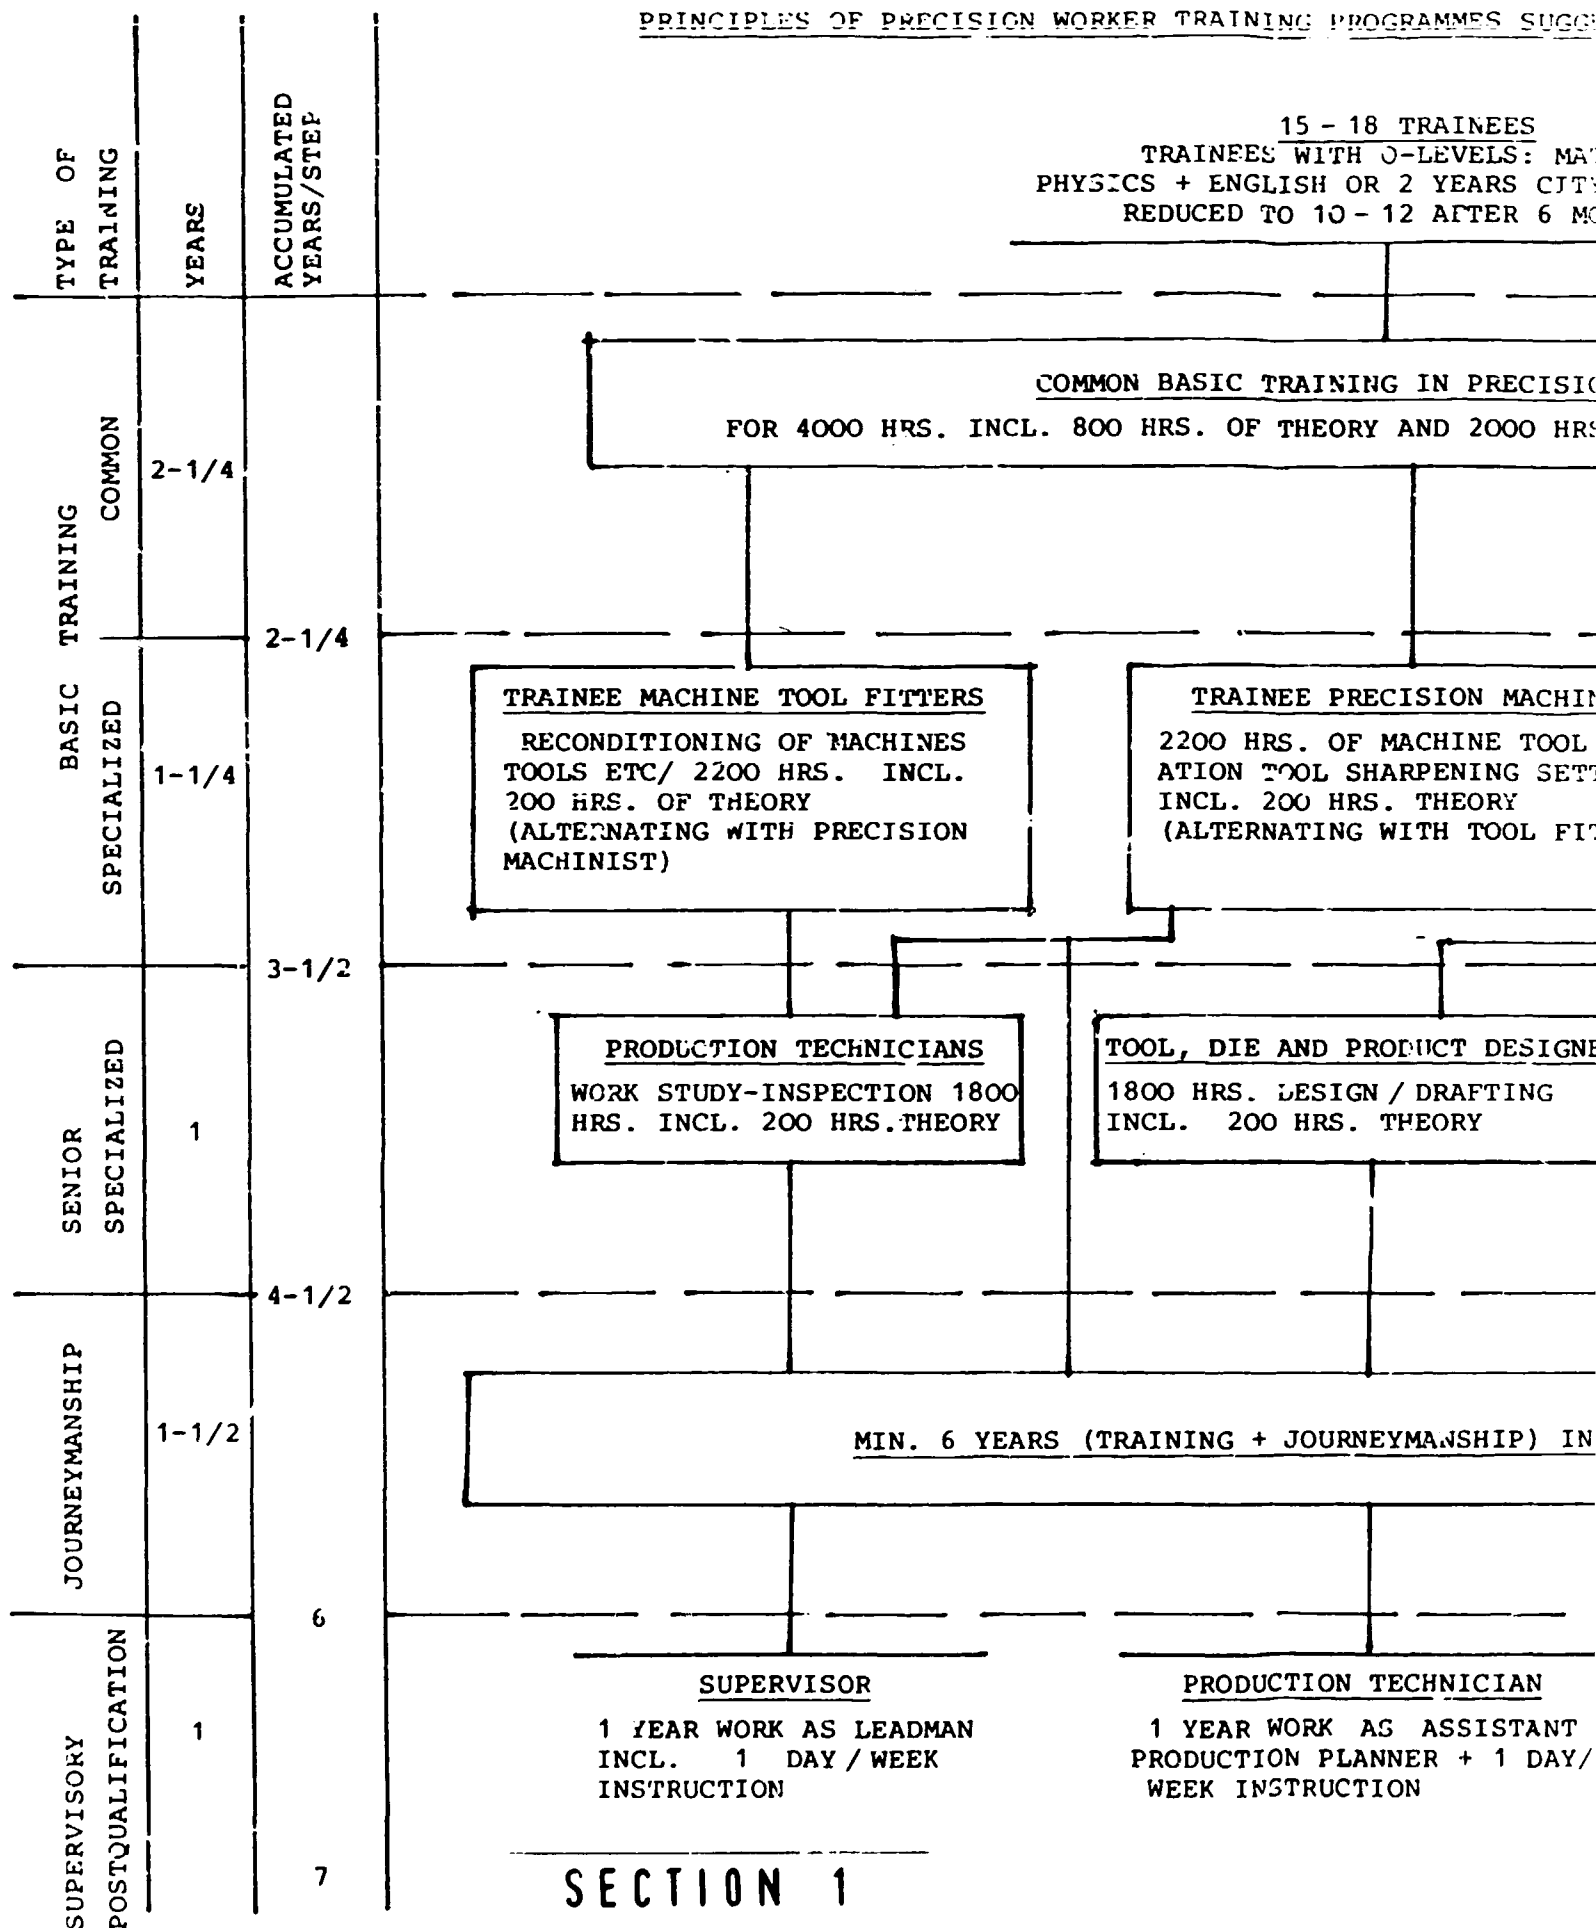 PRINCIPLES OF PRECISION WORKER TRAINING PROGRAMMES
TYPE OF
TRAINING
YEARS
ACCUMULATED
YEARS/STEP
15 - 18 TRAINEES
TRAINEES WITH O-LEVELS:
PHYSICS + ENGLISH OR 2 YEARS
REDUCED TO 10 - 12 AFTER 6
BASIC TRAINING
COMMON
2-1/4
COMMON BASIC TRAINING IN
FOR 4000 HRS. INCL. 800 HRS. OF THEORY AND 2000 HRS
2-1/4
SPECIALIZED
1-1/4
TRAINEE MACHINE TOOL FITTERS
RECONDITIONING OF MACHINES
TOOLS ETC/ 2200 HRS. INCL.
200 HRS. OF THEORY
(ALTERNATING WITH PRECISION
MACHINIST)
TRAINEE PRECISION
2200 HRS. OF MACHINE TOOL
ATION TOOL SHARPENING
INCL. 200 HRS. THEORY
(ALTERNATING WITH TOOL
3-1/2
SENIOR
SPECIALIZED
1
PRODUCTION TECHNICIANS
WORK STUDY-INSPECTION 1800
HRS. INCL. 200 HRS. THEORY
TOOL, DIE AND PRODUCT
1800 HRS. DESIGN / DRAFTING
INCL. 200 HRS. THEORY
4-1/2
JOURNEYMANSHIP
1-1/2
MIN. 6 YEARS (TRAINING + JOURNEYMANSHIP) IN
6
SUPERVISORY
POSTQUALIFICATION
1
SUPERVISOR
1 YEAR WORK AS LEADMAN
INCL. 1 DAY / WEEK
INSTRUCTION
PRODUCTION TECHNICIAN
1 YEAR WORK AS ASSISTANT
PRODUCTION PLANNER + 1 DAY/
WEEK INSTRUCTION
7
SECTION 1